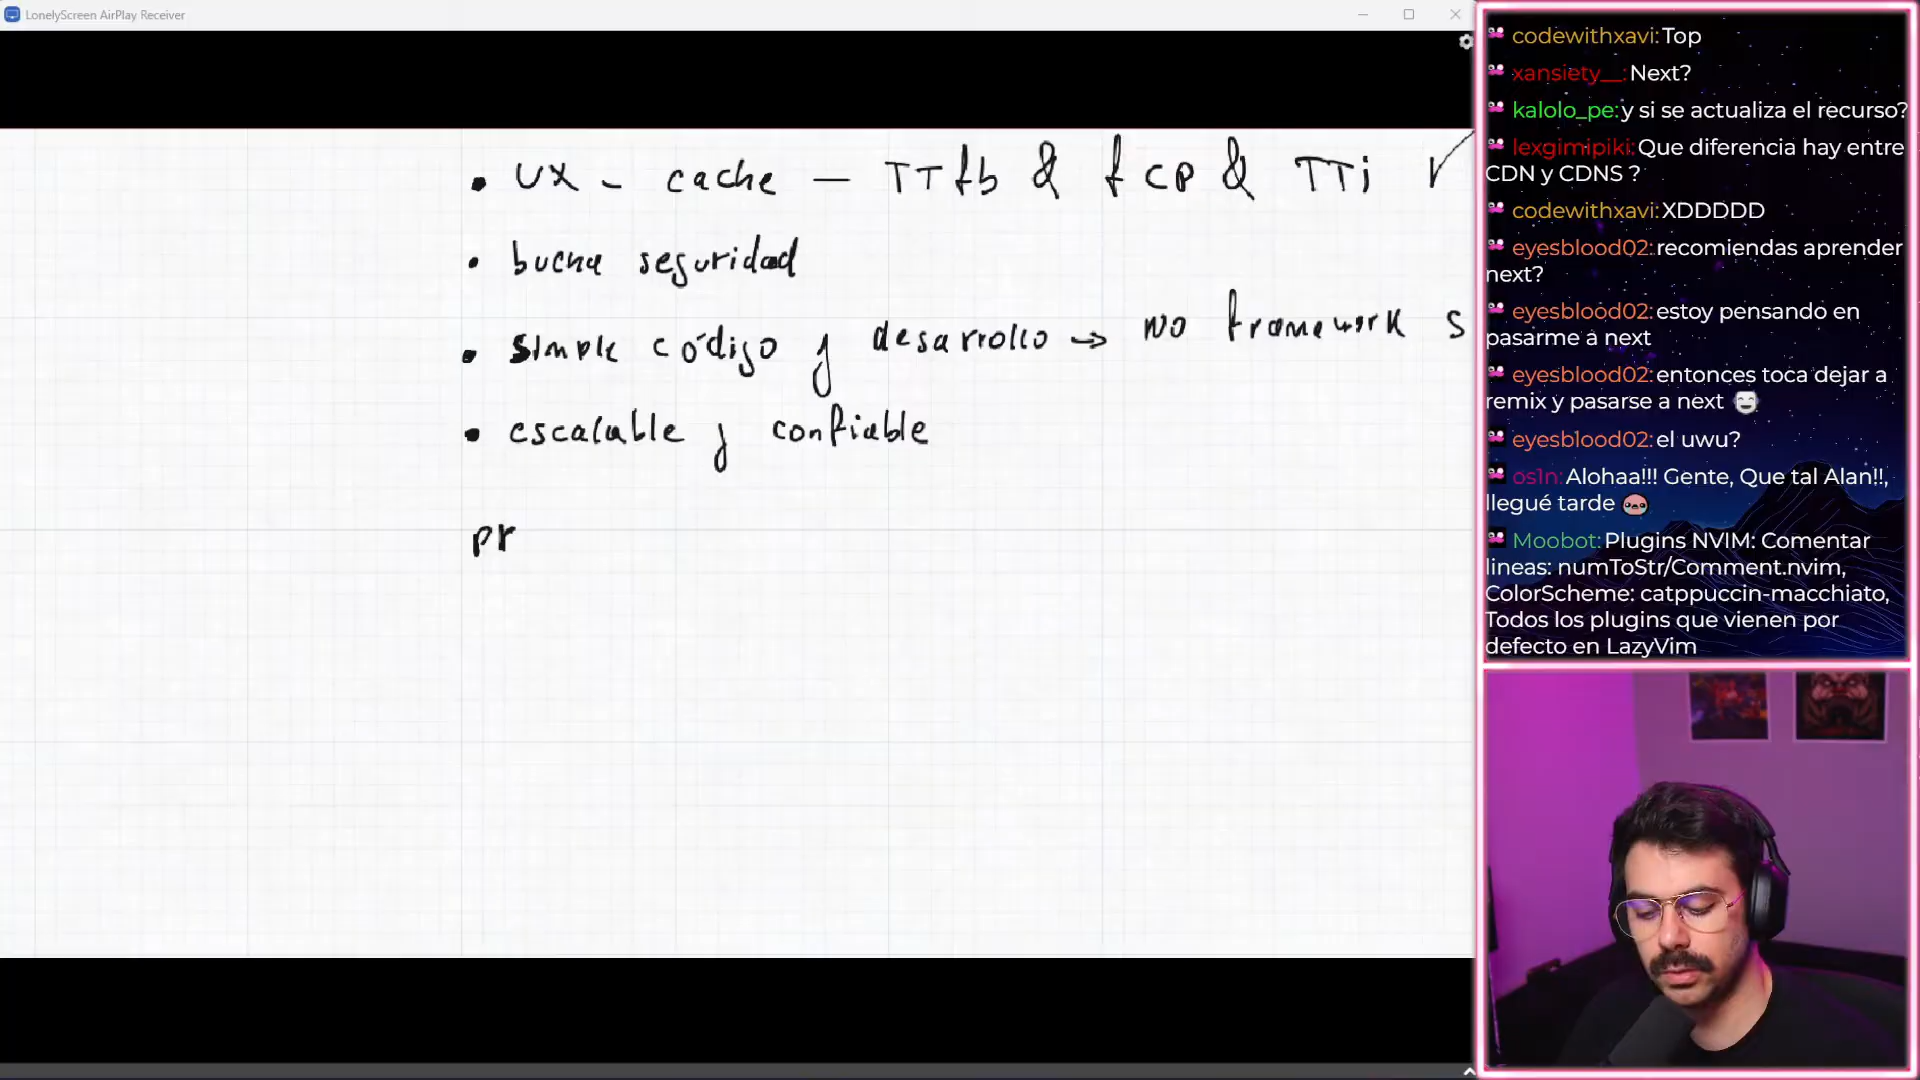 LonelyScreen AirPlay Receiver
• UX - cache — TTfb & fcp & TTi
• buena seguridad
• simple código y desarrollo → no framework s
• escalable y confiable
pr
codewithxavi: Top
xansiety__: Next?
kalolo_pe: y si se actualiza el recurso?
lexgimipiki: Que diferencia hay entre
CDN y CDNS ?
codewithxavi: XDDDDD
eyesblood02: recomiendas aprender
next?
eyesblood02: estoy pensando en
pasarme a next
eyesblood02: entonces toca dejar a
remix y pasarse a next
eyesblood02: el uwu?
os1n: Alohaa!!! Gente, Que tal Alan!!,
llegué tarde
Moobot: Plugins NVIM: Comentar
lineas: numToStr/Comment.nvim,
ColorScheme: catppuccin-macchiato,
Todos los plugins que vienen por
defecto en LazyVim